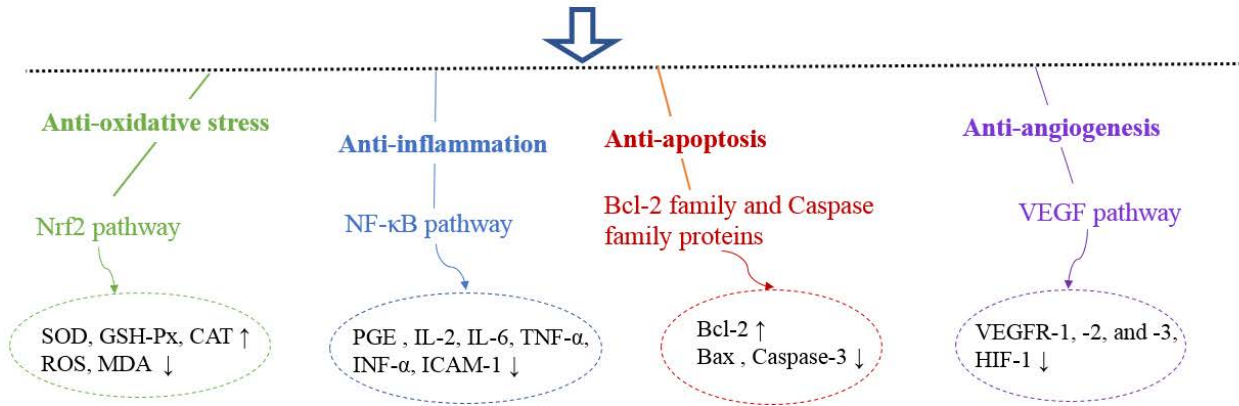 Anti-oxidative stress
Nrf2 pathway
SOD, GSH-Px, CAT ↑
ROS, MDA ↓
Anti-inflammation
NF-κB pathway
PGE , IL-2, IL-6, TNF-α,
INF-α, ICAM-1 ↓
Anti-apoptosis
Bcl-2 family and Caspase
family proteins
Bcl-2 ↑
Bax , Caspase-3 ↓
Anti-angiogenesis
VEGF pathway
VEGFR-1, -2, and -3,
HIF-1 ↓